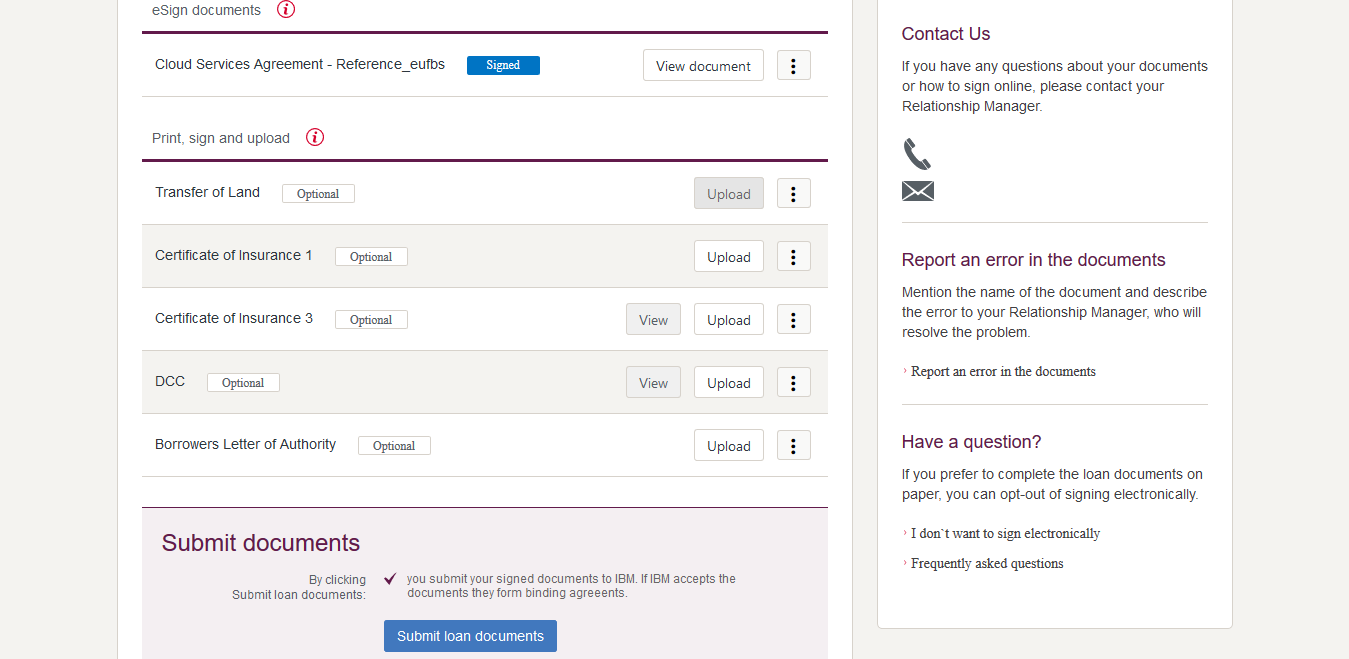 eSign documents
Cloud Services Agreement - Reference_eufbs Signed View document
Print, sign and upload
Transfer of Land Optional Upload
Certificate of Insurance 1 Optional Upload
Certificate of Insurance 3 Optional View Upload
DCC Optional View Upload
Borrowers Letter of Authority Optional Upload
Submit documents
By clicking
Submit loan documents:
you submit your signed documents to IBM. If IBM accepts the
documents they form binding agreeents.
Submit loan documents
Contact Us
If you have any questions about your documents
or how to sign online, please contact your
Relationship Manager.
Report an error in the documents
Mention the name of the document and describe
the error to your Relationship Manager, who will
resolve the problem.
› Report an error in the documents
Have a question?
If you prefer to complete the loan documents on
paper, you can opt-out of signing electronically.
› I don`t want to sign electronically
› Frequently asked questions